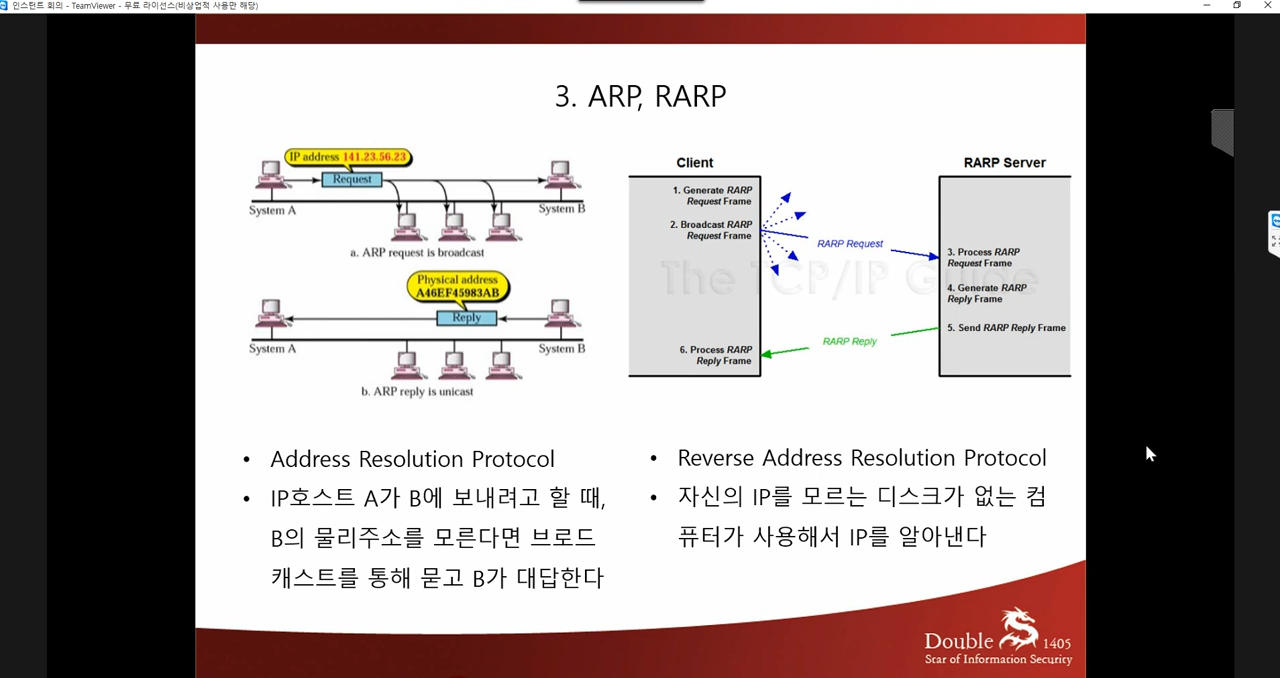 인스턴트 회의 - TeamViewer - 무료 라이선스(비상업적 사용만 해당)
3. ARP, RARP
IP address 141.23.56.23
Request
System A
System B
a. ARP request is broadcast
Physical address
A46EF45983AB
Reply
System A
System B
b. ARP reply is unicast
Client
RARP Server
1. Generate RARP
Request Frame
2. Broadcast RARP
Request Frame
RARP Request
3. Process RARP
Request Frame
The TCP/IP Guide
4. Generate RARP
Reply Frame
5. Send RARP Reply Frame
RARP Reply
6. Process RARP
Reply Frame
• Address Resolution Protocol
• IP호스트 A가 B에 보내려고 할 때,
B의 물리주소를 모른다면 브로드
캐스트를 통해 묻고 B가 대답한다
• Reverse Address Resolution Protocol
• 자신의 IP를 모르는 디스크가 없는 컴
퓨터가 사용해서 IP를 알아낸다
Double 1405
Star of Information Security